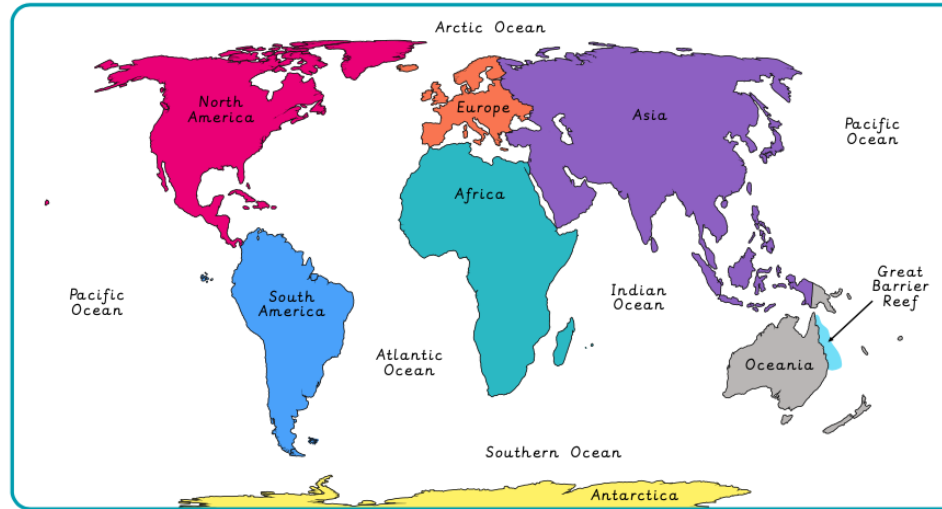 Arctic Ocean
North
America
Europe
Asia
Pacific
Ocean
Africa
Great
Barrier
Reef
Pacific
Ocean
South
America
Indian
Ocean
Atlantic
Ocean
Oceania
Southern Ocean
Antarctica